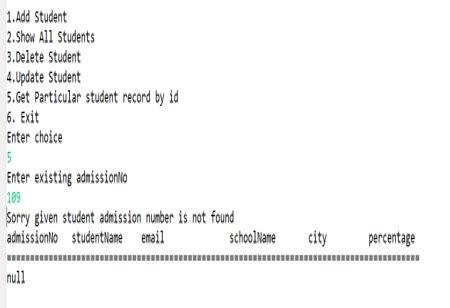 1.Add Student
2.Show All Students
3.Delete Student
4.Update Student
5.Get Particular student record by id
6. Exit
Enter choice
5
Enter existing admissionNo
109
Sorry given student admission number is not found
admissionNo studentName email schoolName city percentage
================================================================================
null